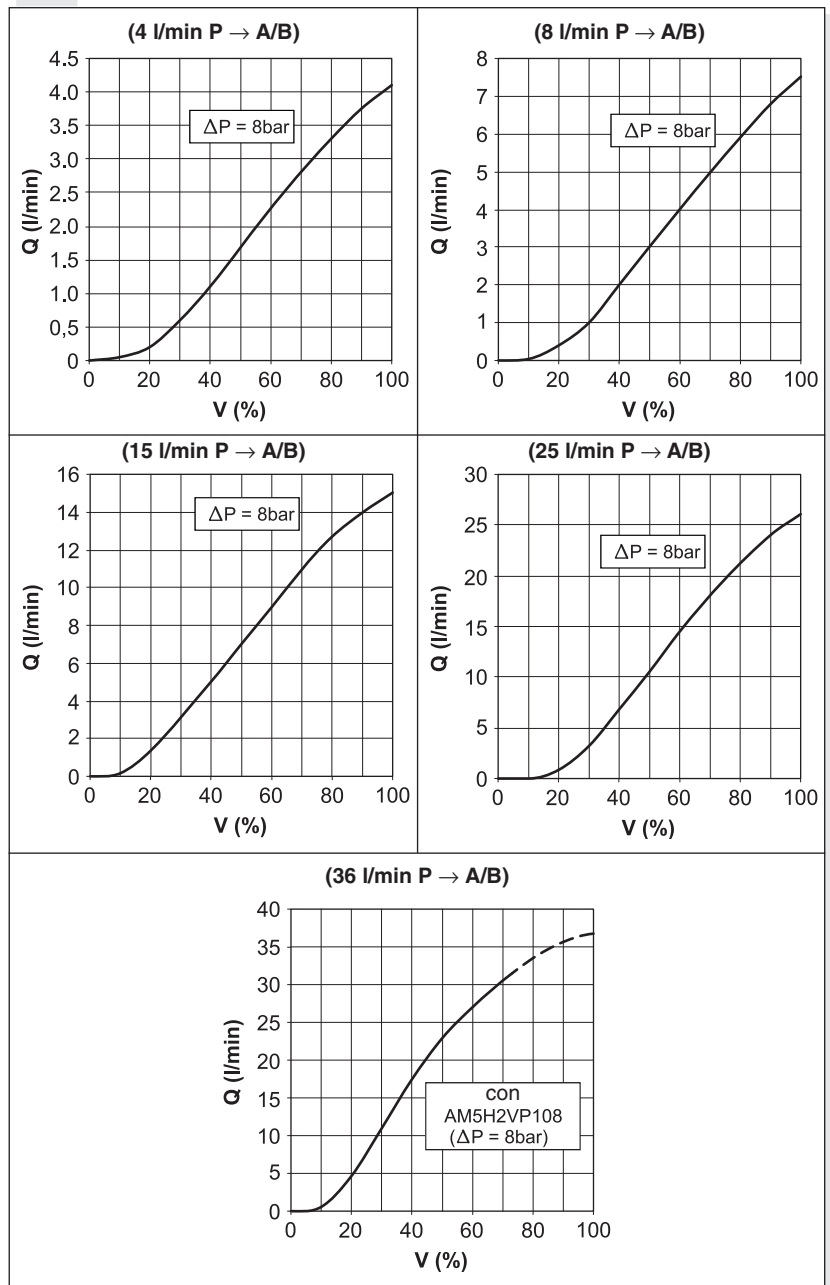 (4 l/min P → A/B)
4.5
4.0
3.5
3.0
2.5
2.0
1.5
1.0
0,5
0
Q (l/min)
ΔP = 8bar
0 20 40 60 80 100
V (%)
(8 l/min P → A/B)
8
7
6
5
4
3
2
1
0
Q (l/min)
ΔP = 8bar
0 20 40 60 80 100
V (%)
(15 l/min P → A/B)
16
14
12
10
8
6
4
2
0
Q (l/min)
ΔP = 8bar
0 20 40 60 80 100
V (%)
(25 l/min P → A/B)
30
25
20
15
10
5
0
Q (l/min)
ΔP = 8bar
0 20 40 60 80 100
V (%)
(36 l/min P → A/B)
40
35
30
25
20
15
10
5
0
Q (l/min)
con
AM5H2VP108
(ΔP = 8bar)
0 20 40 60 80 100
V (%)